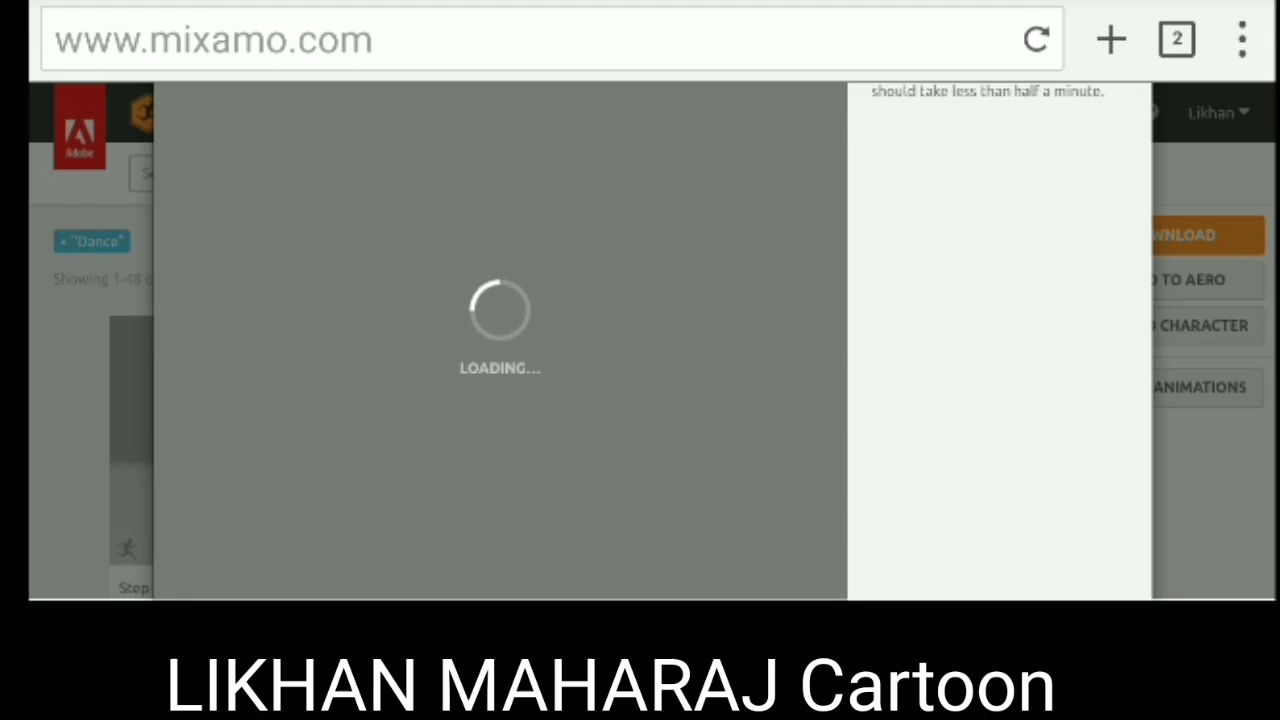 www.mixamo.com
2
should take less than half a minute.
Adobe
Likhan
× "Dance"
Showing 1-48
WNLOAD
TO AERO
CHARACTER
ANIMATIONS
LOADING...
Step
LIKHAN MAHARAJ Cartoon